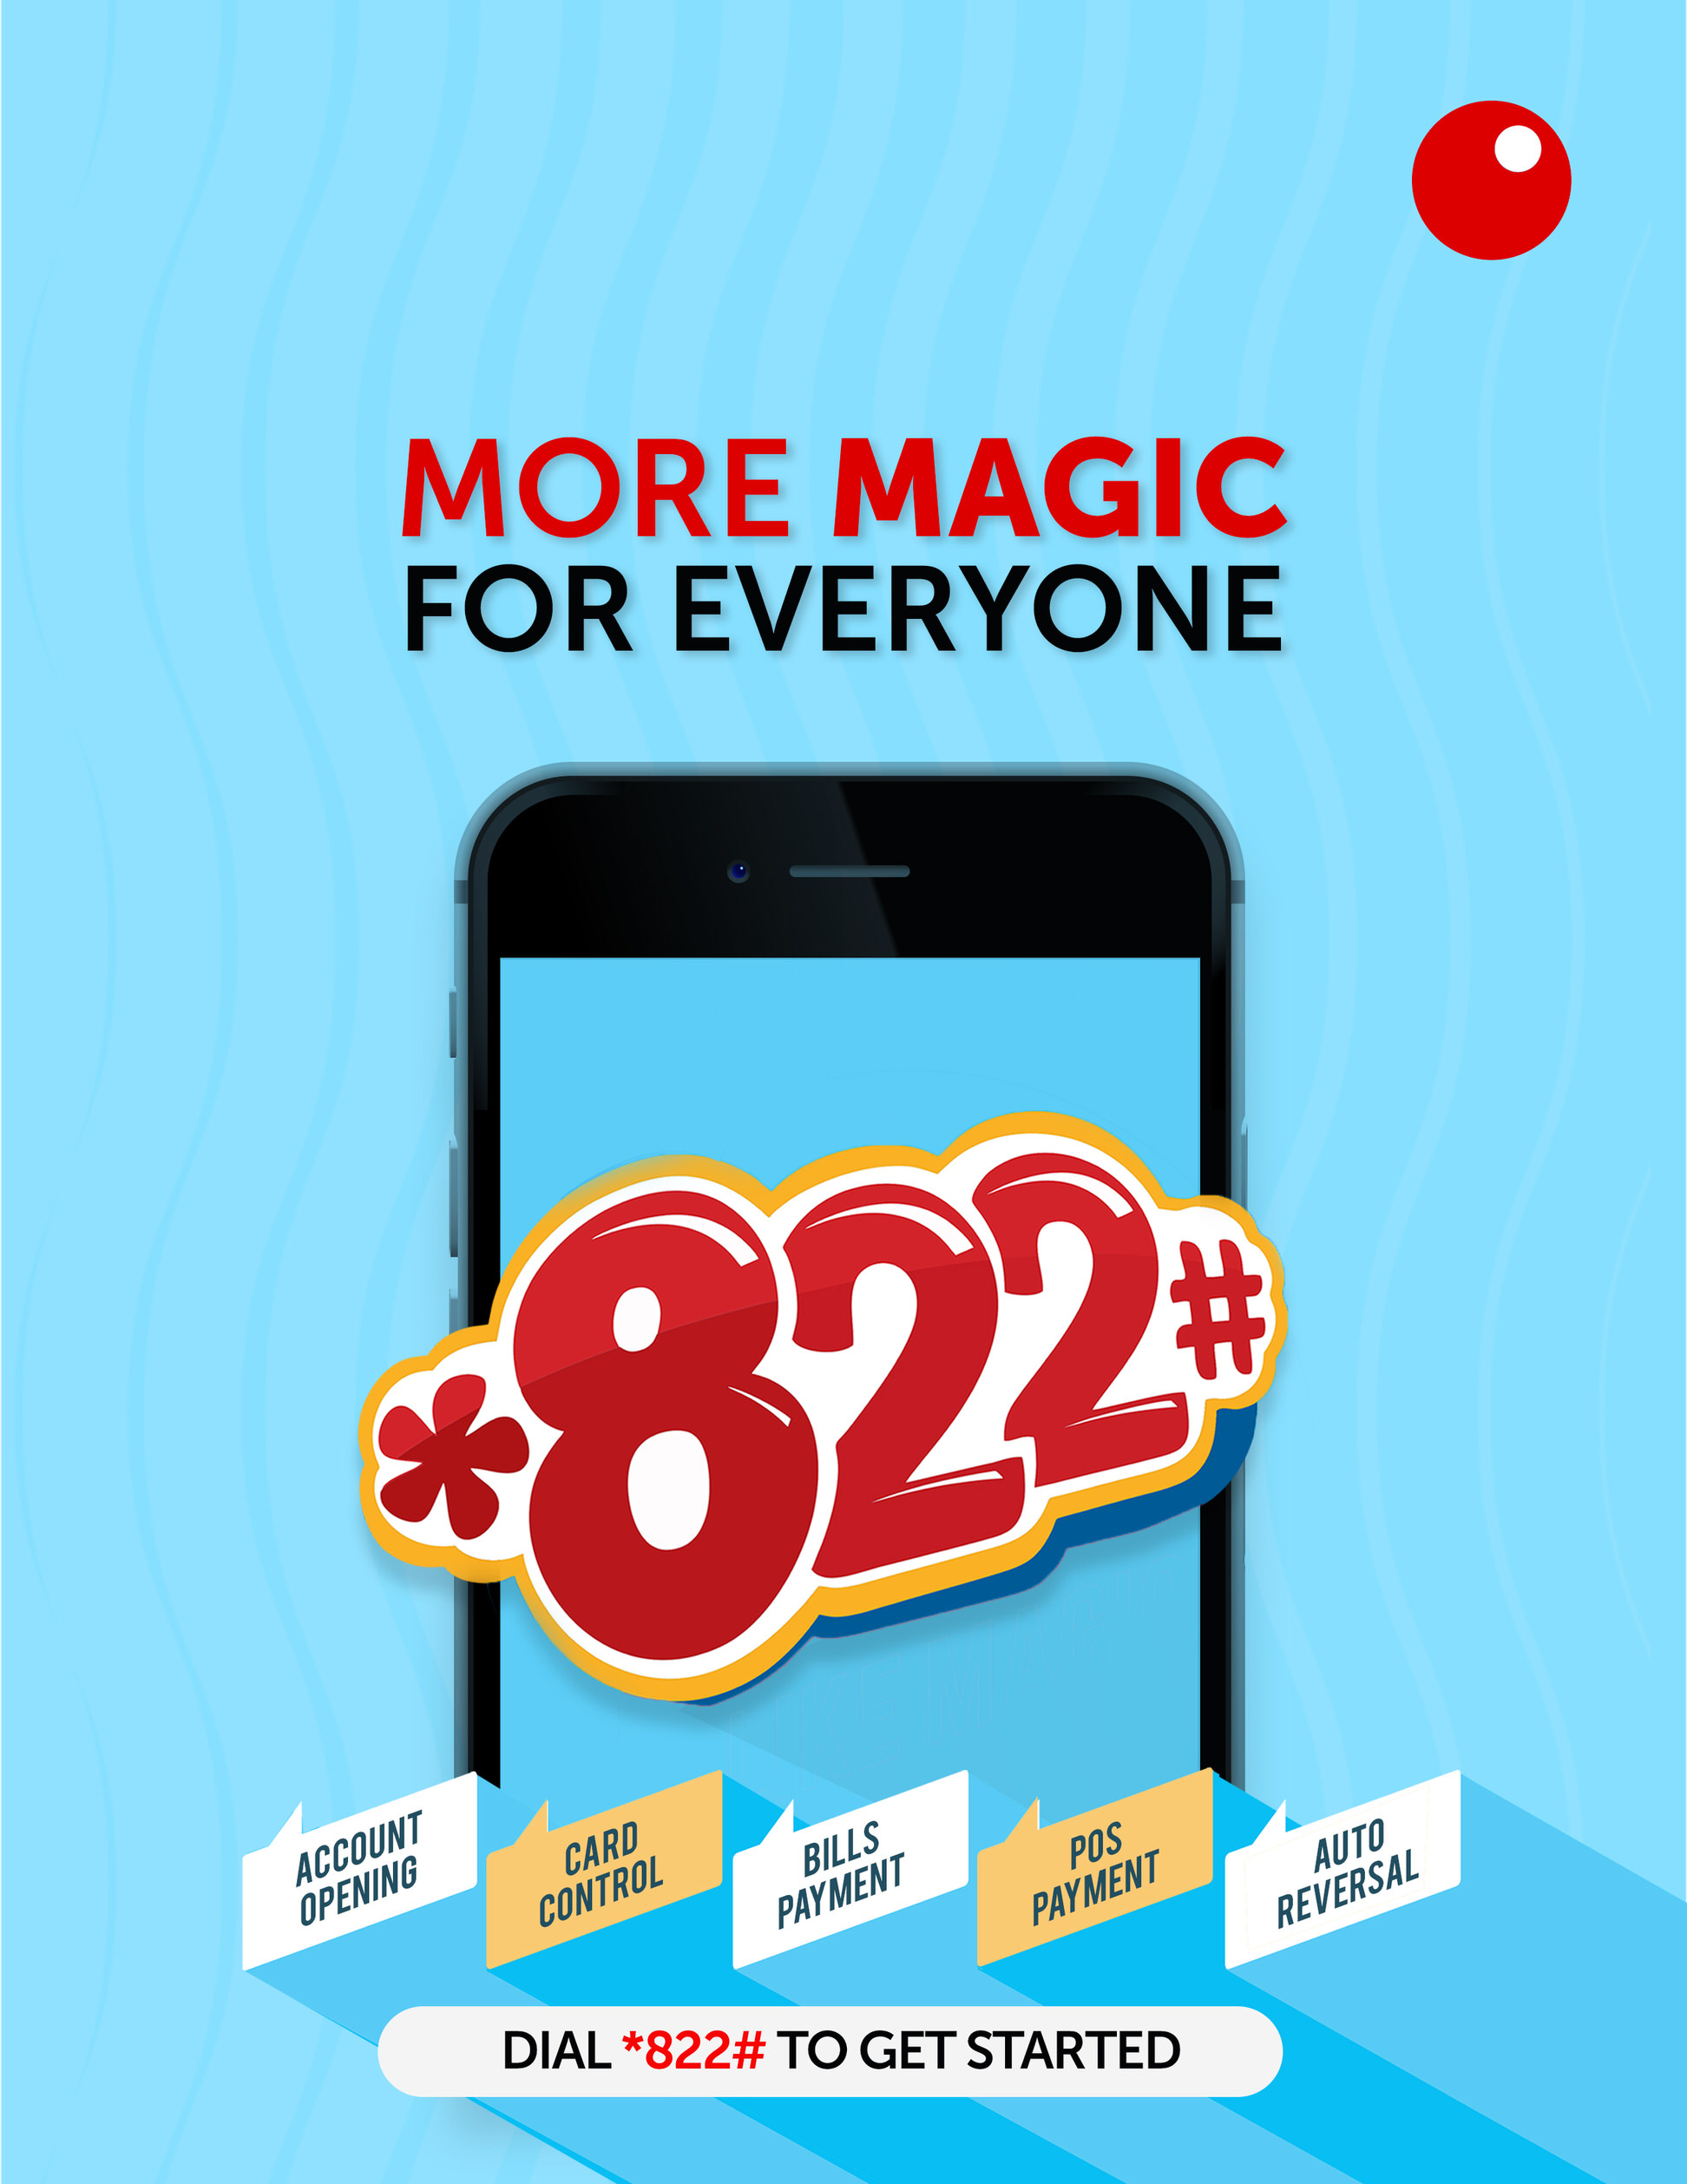 MORE MAGIC
FOR EVERYONE
*822#
ACCOUNT
OPENING
CARD
CONTROL
BILLS
PAYMENT
POS
PAYMENT
AUTO
REVERSAL
DIAL *822# TO GET STARTED